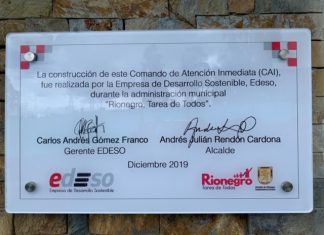 La construcción de este Comando de Atención Inmediata (CAI),
fue realizada por la Empresa de Desarrollo Sostenible, Edeso,
durante la administración municipal
"Rionegro, Tarea de Todos".
Carlos Andrés Gómez Franco
Gerente EDESO
Andrés Julián Rendón Cardona
Alcalde
Diciembre 2019
edeso
Empresa de Desarrollo Sostenible
Rionegro
Tarea de Todos